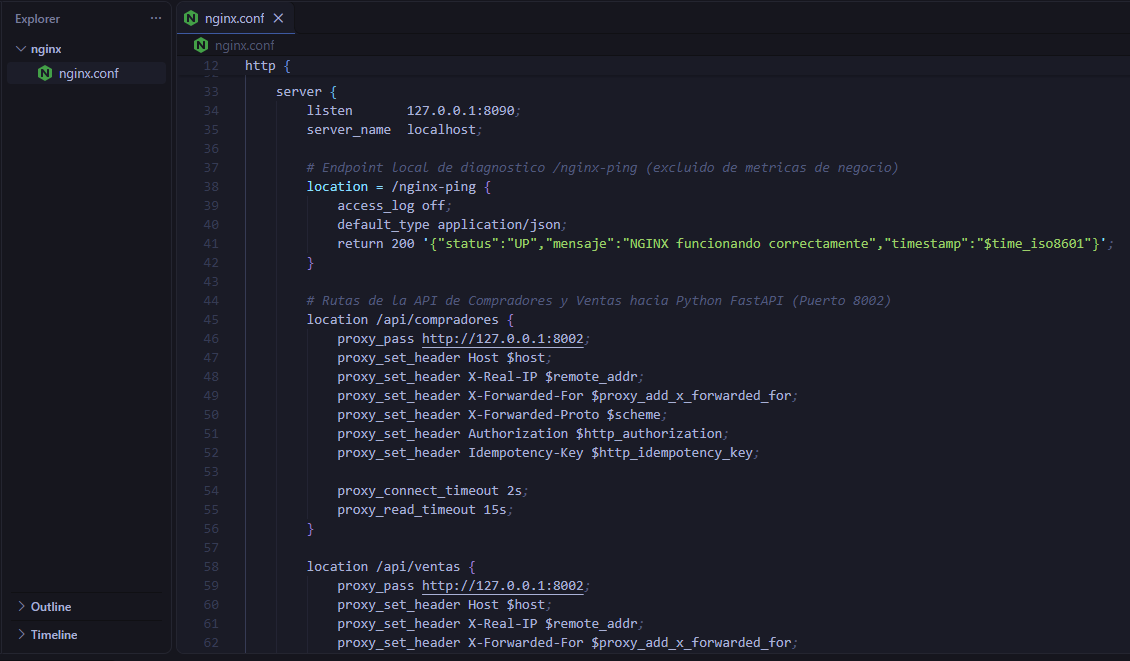 Explorer
nginx
nginx.conf
Outline
Timeline
nginx.conf
nginx.conf
12 http {
33 server {
34 listen 127.0.0.1:8090;
35 server_name localhost;
36
37 # Endpoint local de diagnostico /nginx-ping (excluido de metricas de negocio)
38 location = /nginx-ping {
39 access_log off;
40 default_type application/json;
41 return 200 '{"status":"UP","mensaje":"NGINX funcionando correctamente","timestamp":"$time_iso8601"}';
42 }
43
44 # Rutas de la API de Compradores y Ventas hacia Python FastAPI (Puerto 8002)
45 location /api/compradores {
46 proxy_pass http://127.0.0.1:8002;
47 proxy_set_header Host $host;
48 proxy_set_header X-Real-IP $remote_addr;
49 proxy_set_header X-Forwarded-For $proxy_add_x_forwarded_for;
50 proxy_set_header X-Forwarded-Proto $scheme;
51 proxy_set_header Authorization $http_authorization;
52 proxy_set_header Idempotency-Key $http_idempotency_key;
53
54 proxy_connect_timeout 2s;
55 proxy_read_timeout 15s;
56 }
57
58 location /api/ventas {
59 proxy_pass http://127.0.0.1:8002;
60 proxy_set_header Host $host;
61 proxy_set_header X-Real-IP $remote_addr;
62 proxy_set_header X-Forwarded-For $proxy_add_x_forwarded_for;